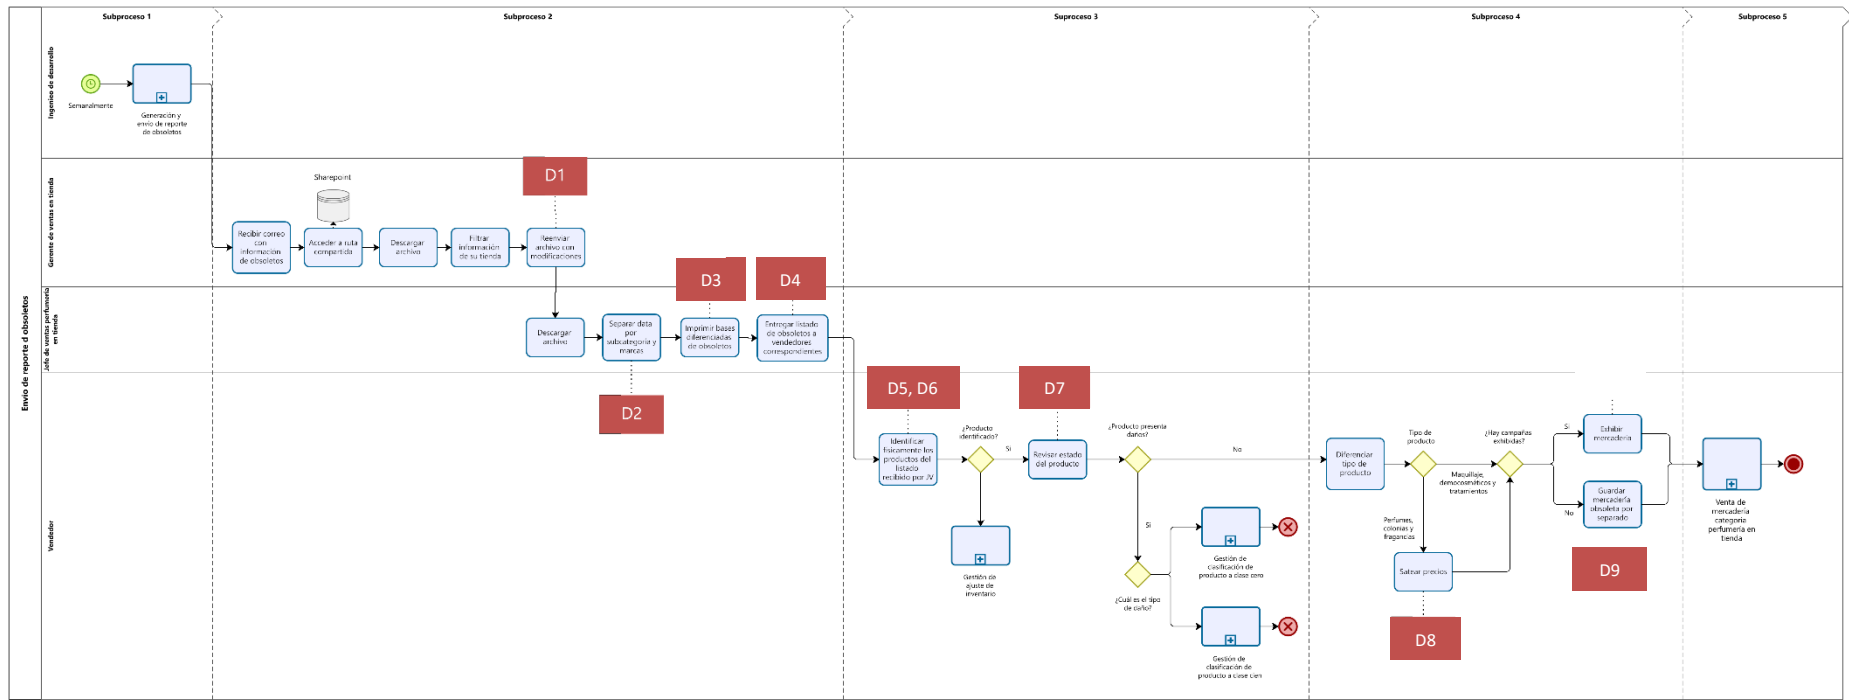 Subproceso 1
Subproceso 2
Subproceso 3
Subproceso 4
Subproceso 5
Envío de reporte d obsoletos
Ingeniero de desarrollo
Semanalmente
Generación y
envío de reporte
de obsoletos
Gerente de ventas en tienda
Sharepoint
D1
Recibir correo
con
información
de obsoletos
Acceder a ruta
compartida
Descargar
archivo
Filtrar
información
de su tienda
Reenviar
archivo con
modificaciones
Jefe de ventas perfumería
en tienda
D3
D4
Descargar
archivo
Separar data
por
subcategoría y
marcas
Imprimir bases
diferenciadas
de obsoletos
Entregar listado
de obsoletos a
vendedores
correspondientes
D2
Vendedor
D5, D6
D7
Identificar
físicamente los
productos del
listado
recibido por JV
¿Producto
identificado?
Si
Gestión de
ajuste de
inventario
Revisar estado
del producto
¿Producto presenta
daños?
No
Si
¿Cuál es el tipo
de daño?
Gestión de
clasificación de
producto a clase cero
Gestión de
clasificación de
producto a clase cien
Diferenciar
tipo de
producto
Tipo de
producto
Maquillaje,
democosméticos y
tratamientos
Perfumes,
colonias y
fragancias
Satear precios
D8
¿Hay campañas
exhibidas?
Si
No
Exhibir
mercadería
Guardar
mercadería
obsoleta por
separado
D9
Venta de
mercadería
categoría
perfumería en
tienda